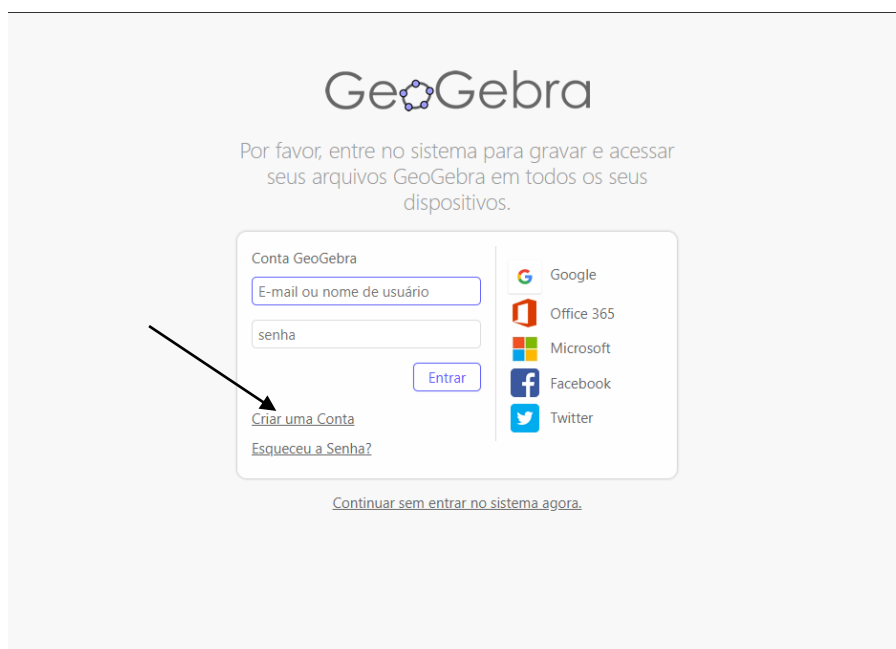 GeoGebra
Por favor, entre no sistema para gravar e acessar
seus arquivos GeoGebra em todos os seus
dispositivos.
Conta GeoGebra
E-mail ou nome de usuário
senha
Entrar
Criar uma Conta
Esqueceu a Senha?
Google
Office 365
Microsoft
Facebook
Twitter
Continuar sem entrar no sistema agora.